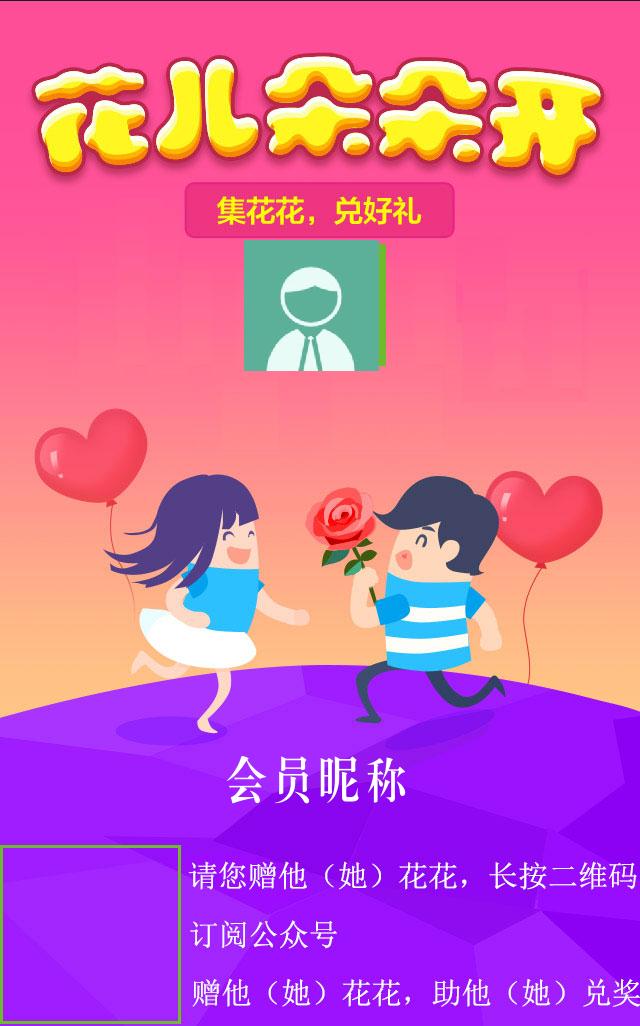 花儿朵朵开
集花花，兑好礼
会员昵称
请您赠他（她）花花，长按二维码
订阅公众号
赠他（她）花花，助他（她）兑奖